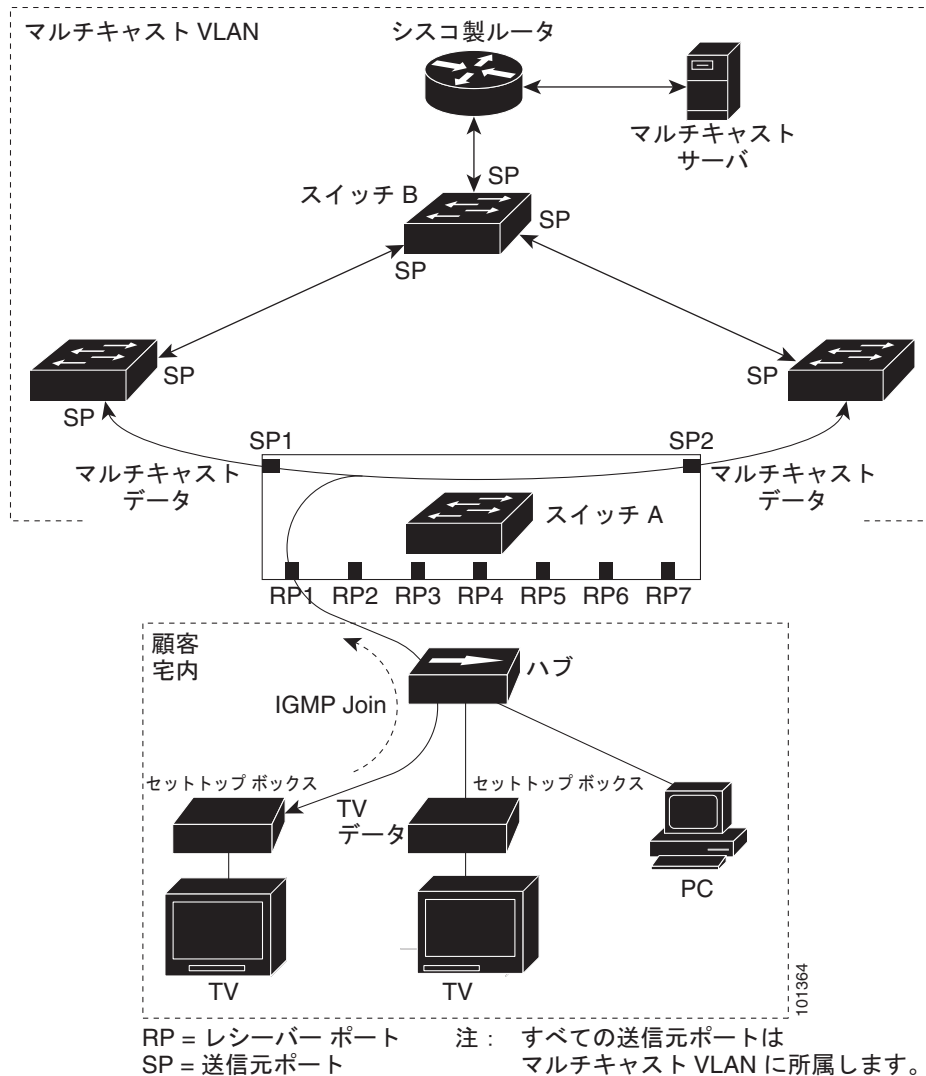 マルチキャスト VLAN
シスコ製ルータ
マルチキャスト
サーバ
SP
スイッチ B
SP
SP
SP
SP
SP
SP1
SP2
マルチキャスト
データ
マルチキャスト
データ
スイッチ A
RP1 RP2 RP3 RP4 RP5 RP6 RP7
顧客
宅内
ハブ
IGMP Join
セットトップ ボックス
セットトップ ボックス
TV
データ
PC
TV
TV
101364
RP = レシーバー ポート
SP = 送信元ポート
注： すべての送信元ポートは
マルチキャスト VLAN に所属します。